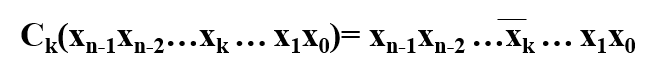 Cₖ(xₙ₋₁xₙ₋₂…xₖ … x₁x₀)= xₙ₋₁xₙ₋₂ …x̅ₖ … x₁x₀